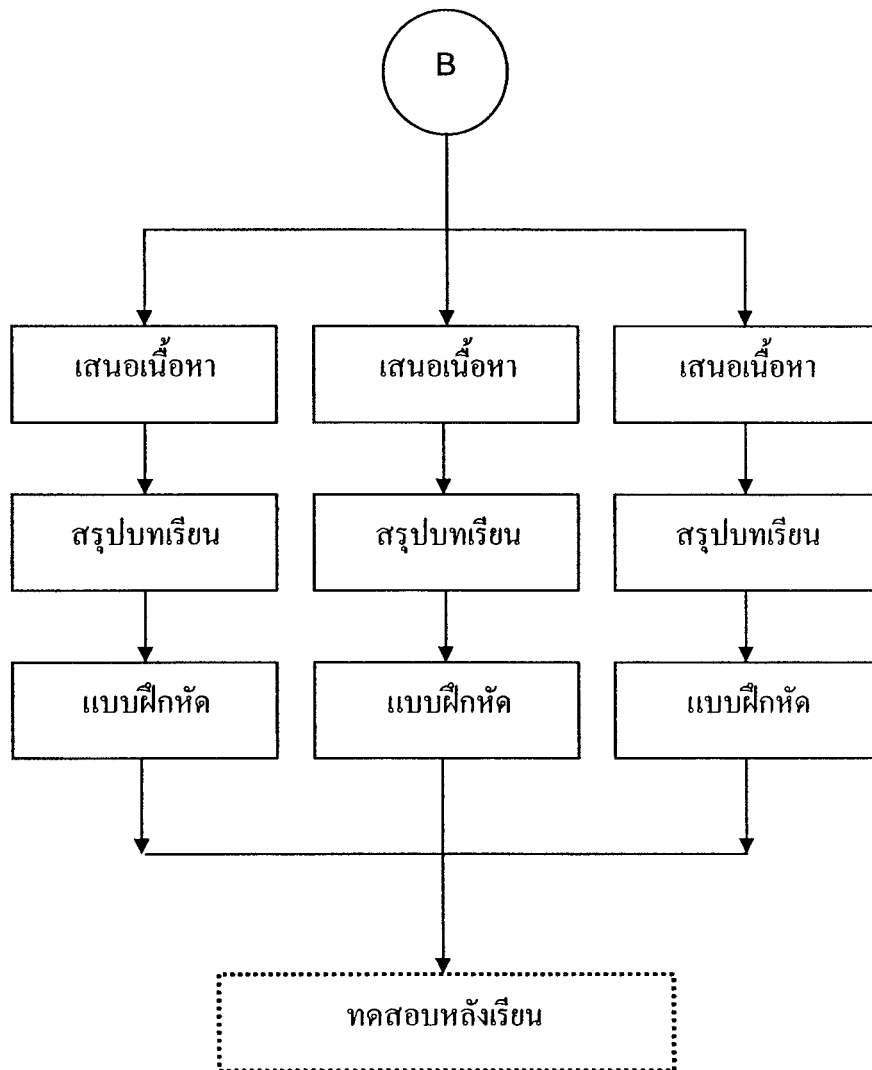 B
เสนอเนื้อหา เสนอเนื้อหา เสนอเนื้อหา
สรุปบทเรียน สรุปบทเรียน สรุปบทเรียน
แบบฝึกหัด แบบฝึกหัด แบบฝึกหัด
ทดสอบหลังเรียน